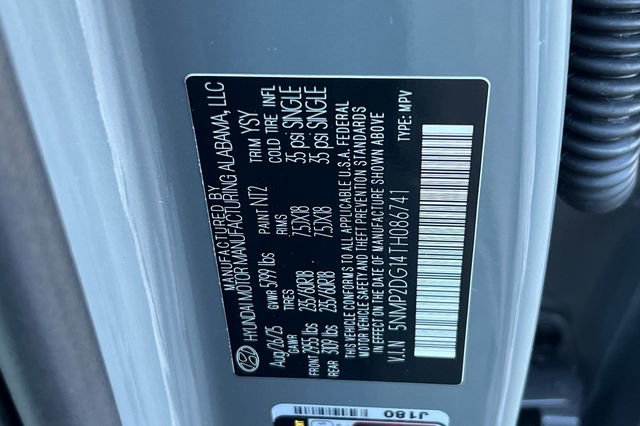 MANUFACTURED BY
HYUNDAI MOTOR MANUFACTURING ALABAMA, LLC
Aug/26/25 GVWR 5799 lbs PAINT NT2 TRIM YSY
GAWR TIRES RIMS COLD TIRE INFL
FRONT 2955 lbs 235/60R18 7.5JX18 35 psi SINGLE
REAR 3109 lbs 235/60R18 7.5JX18 35 psi SINGLE
THIS VEHICLE CONFORMS TO ALL APPLICABLE U.S.A. FEDERAL
MOTOR VEHICLE SAFETY AND THEFT PREVENTION STANDARDS
IN EFFECT ON THE DATE OF MANUFACTURE SHOWN ABOVE
V.I.N 5NMP2DG14TH086741 TYPE: MPV
J180